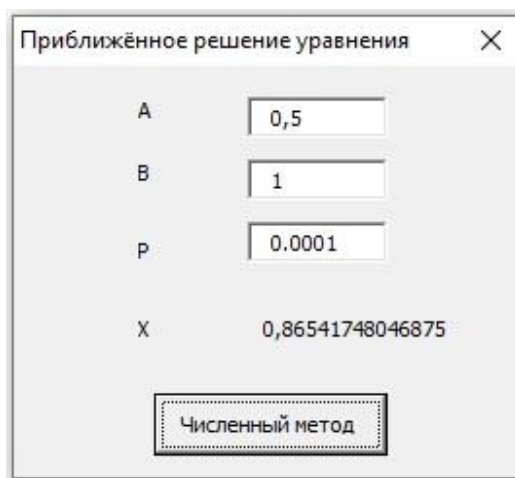 Приближённое решение уравнения
A 0,5
B 1
P 0.0001
X 0,86541748046875
Численный метод